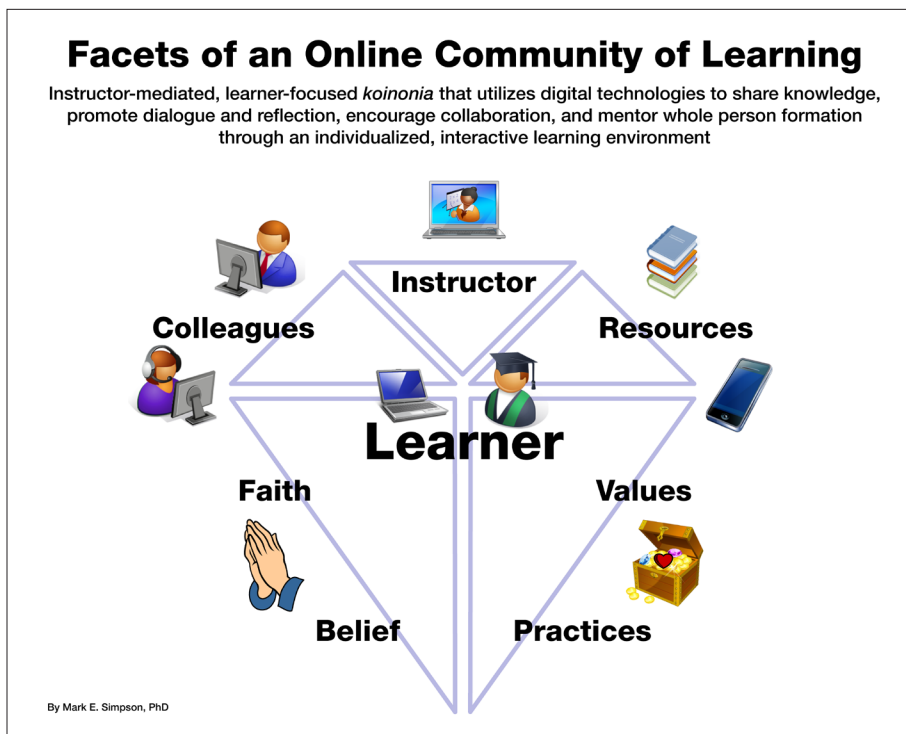 Facets of an Online Community of Learning
Instructor-mediated, learner-focused koinonia that utilizes digital technologies to share knowledge,
promote dialogue and reflection, encourage collaboration, and mentor whole person formation
through an individualized, interactive learning environment
Instructor
Colleagues
Resources
Learner
Faith
Values
Belief
Practices
By Mark E. Simpson, PhD